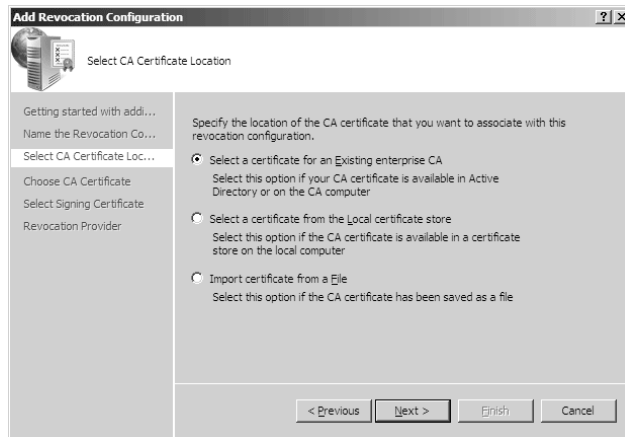 Add Revocation Configuration
Select CA Certificate Location
Getting started with addi...
Name the Revocation Co...
Select CA Certificate Loc...
Choose CA Certificate
Select Signing Certificate
Revocation Provider
Specify the location of the CA certificate that you want to associate with this
revocation configuration.
Select a certificate for an Existing enterprise CA
Select this option if your CA certificate is available in Active
Directory or on the CA computer
Select a certificate from the Local certificate store
Select this option if the CA certificate is available in a certificate
store on the local computer
Import certificate from a File
Select this option if the CA certificate has been saved as a file
< Previous
Next >
Finish
Cancel